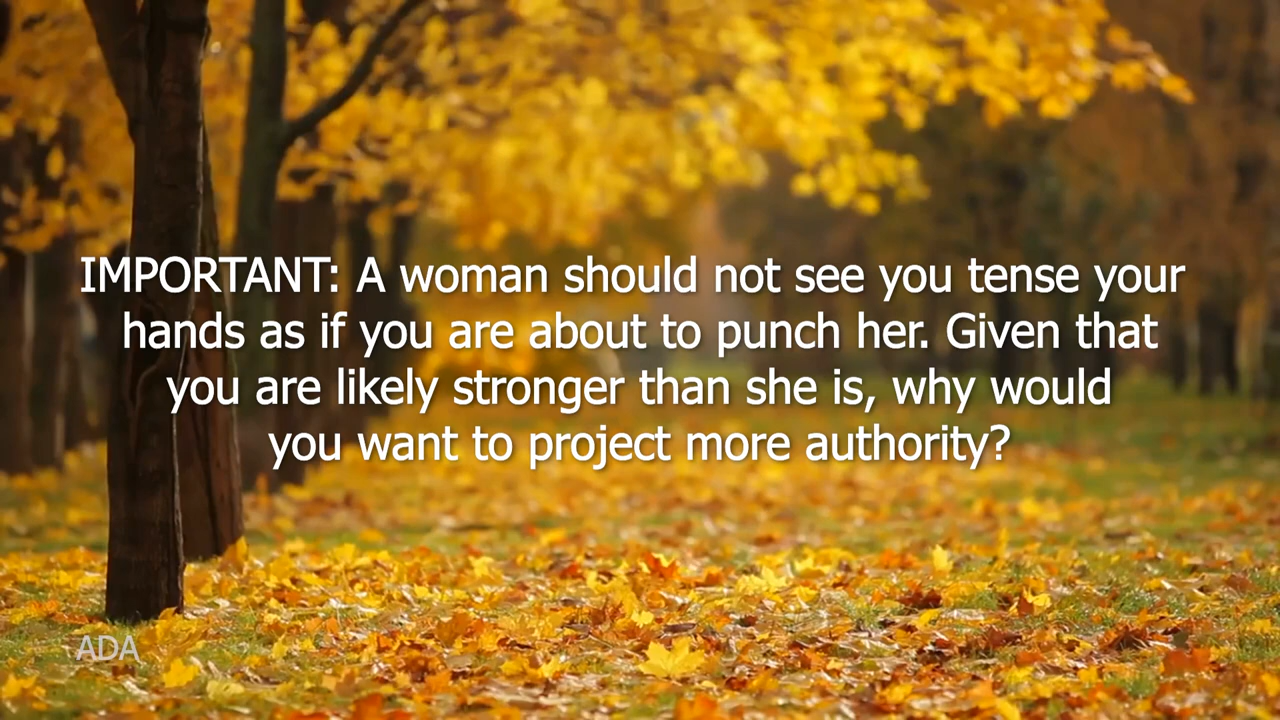 IMPORTANT: A woman should not see you tense your
hands as if you are about to punch her. Given that
you are likely stronger than she is, why would
you want to project more authority?
ADA